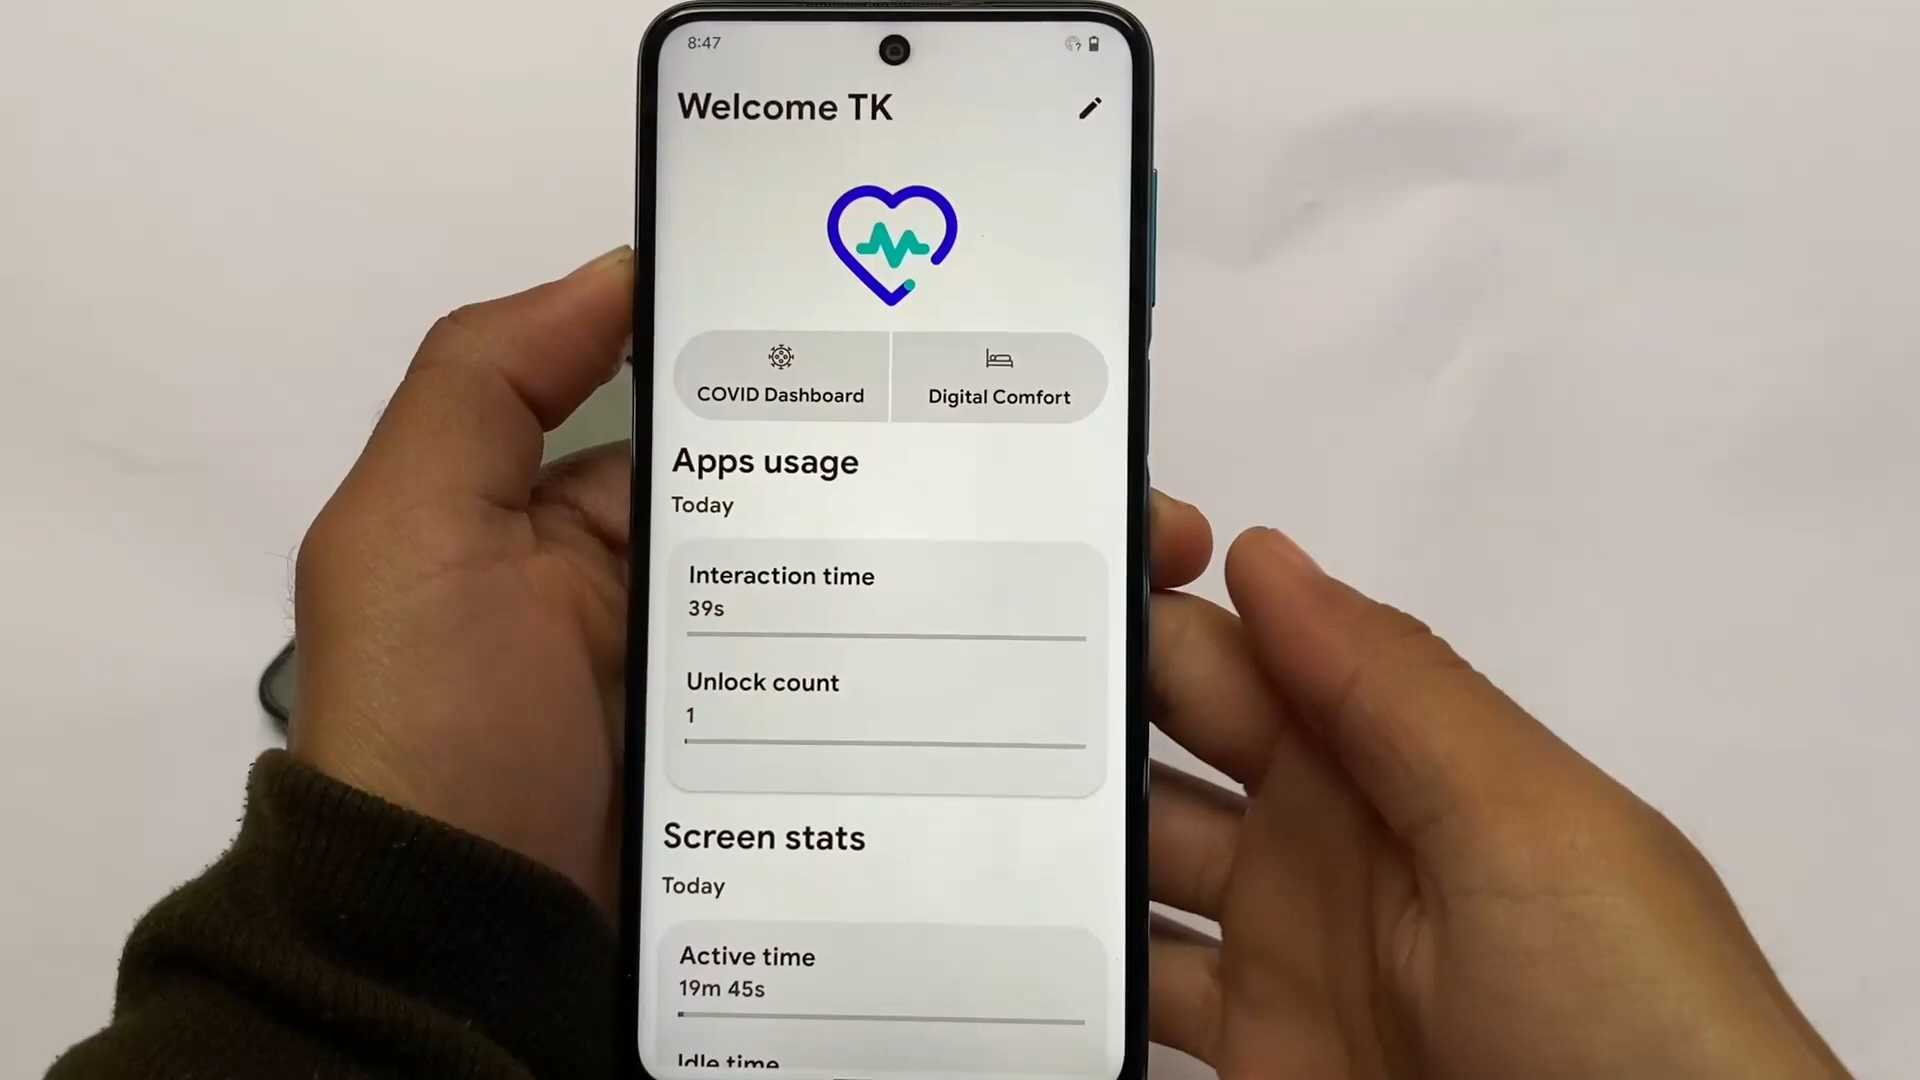 8:47
Welcome TK
COVID Dashboard
Digital Comfort
Apps usage
Today
Interaction time
39s
Unlock count
1
Screen stats
Today
Active time
19m 45s
Idle time